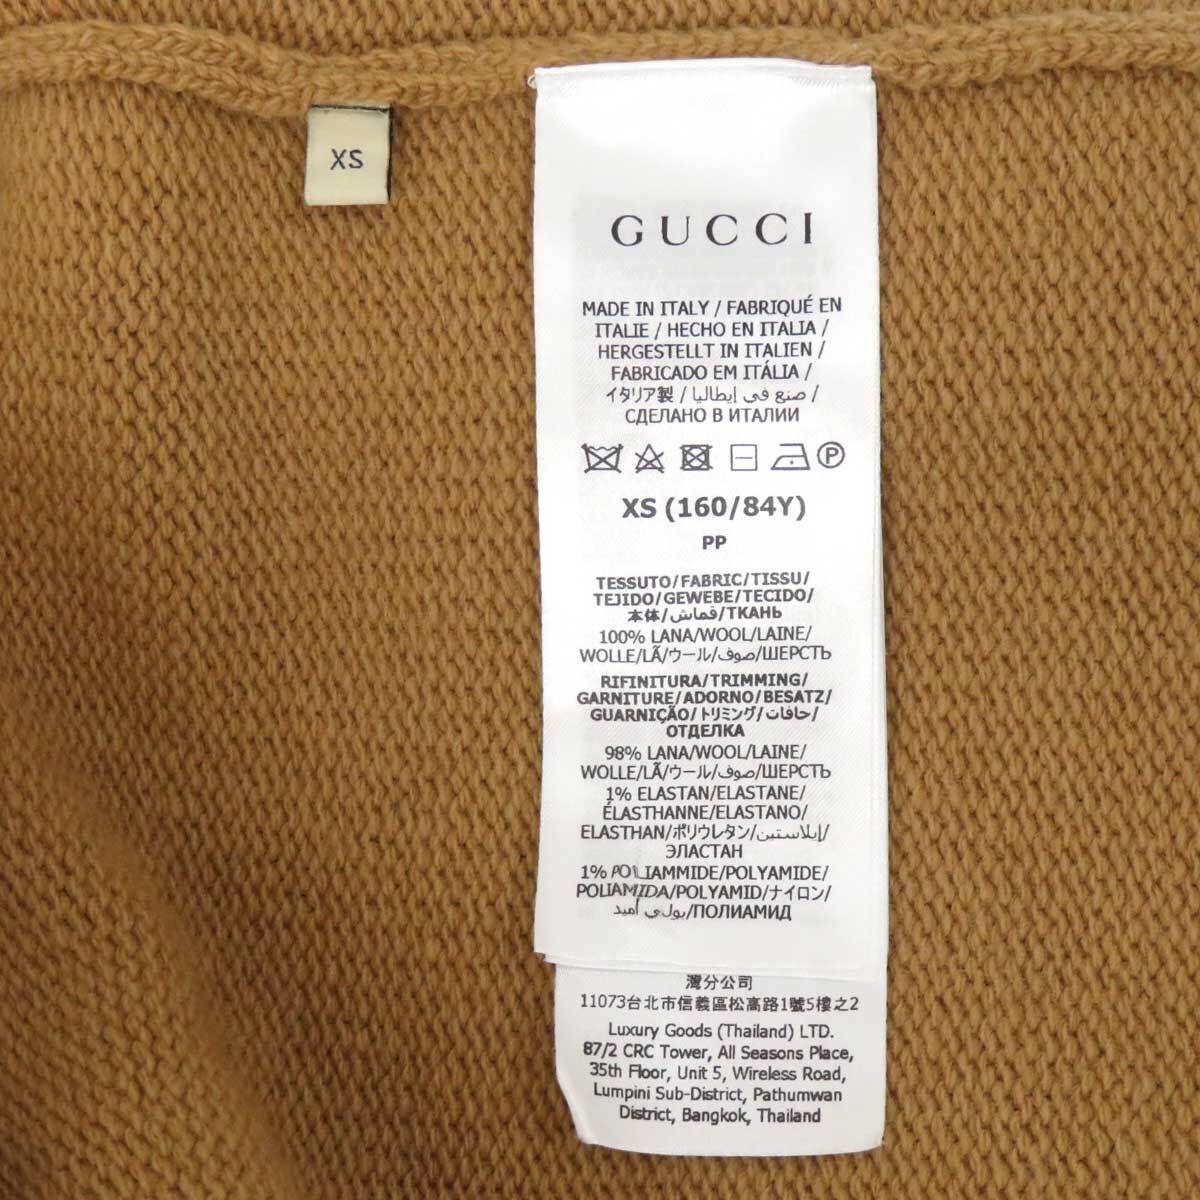 XS
GUCCI
MADE IN ITALY / FABRIQUÉ EN
ITALIE / HECHO EN ITALIA /
HERGESTELLT IN ITALIEN /
FABRICADO EM ITÁLIA /
イタリア製 / صنع في إيطاليا /
СДЕЛАНО В ИТАЛИИ
P
XS (160/84Y)
PP
TESSUTO/FABRIC/TISSU/
TEJIDO/GEWEBE/TECIDO/
本体/قماش/ТКАНЬ
100% LANA/WOOL/LAINE/
WOLLE/LÃ/ウール/صوف/ШЕРСТЬ
RIFINITURA/TRIMMING/
GARNITURE/ADORNO/BESATZ/
GUARNIÇÃO/トリミング/حافات/
ОТДЕЛКА
98% LANA/WOOL/LAINE/
WOLLE/LÃ/ウール/صوف/ШЕРСТЬ
1% ELASTAN/ELASTANE/
ÉLASTHANNE/ELASTANO/
ELASTHAN/ポリウレタン/إيلاستين/
ЭЛАСТАН
1% POLIAMMIDE/POLYAMIDE/
POLIAMIDA/POLYAMID/ナイロン/
بولي أميد/ПОЛИАМИД
灣分公司
11073台北市信義區松高路1號5樓之2
Luxury Goods (Thailand) LTD.
87/2 CRC Tower, All Seasons Place,
35th Floor, Unit 5, Wireless Road,
Lumpini Sub-District, Pathumwan
District, Bangkok, Thailand